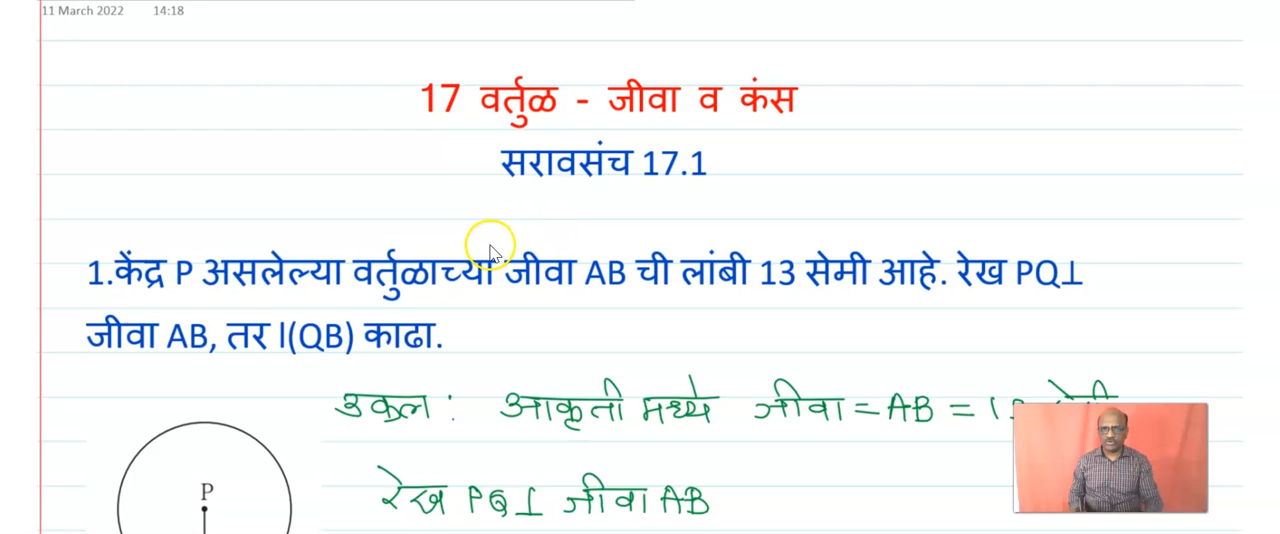 11 March 2022 14:18
17 वर्तुळ - जीवा व कंस
सरावसंच 17.1
1.केंद्र P असलेल्या वर्तुळाच्या जीवा AB ची लांबी 13 सेमी आहे. रेख PQ⊥
जीवा AB, तर l(QB) काढा.
उकल : आकृती मध्ये जीवा = AB =
रेख PQ⊥ जीवा AB
P